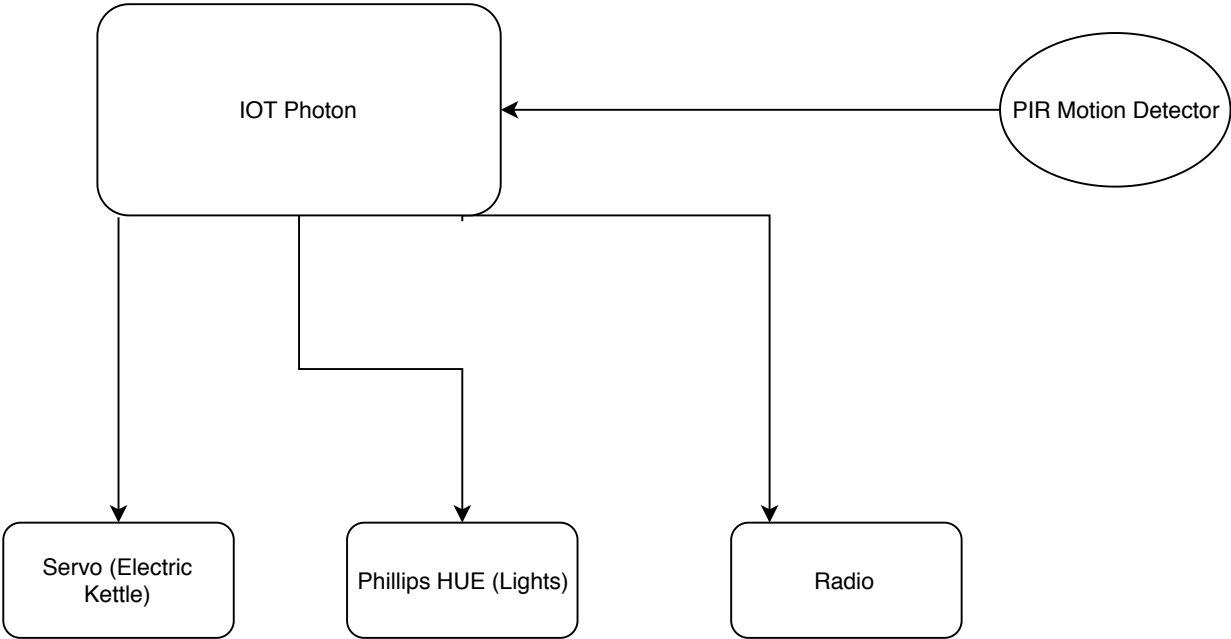 IOT Photon
PIR Motion Detector
Servo (Electric
Kettle)
Phillips HUE (Lights)
Radio